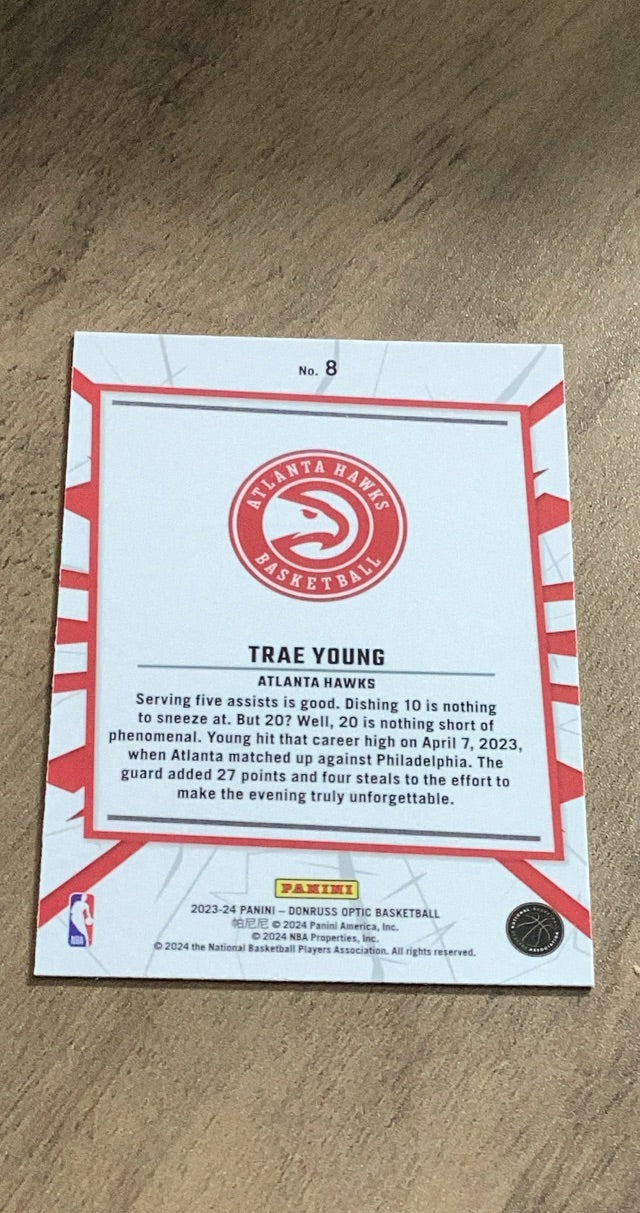 No. 8
ATLANTA HAWKS
BASKETBALL
TRAE YOUNG
ATLANTA HAWKS
Serving five assists is good. Dishing 10 is nothing
to sneeze at. But 20? Well, 20 is nothing short of
phenomenal. Young hit that career high on April 7, 2023,
when Atlanta matched up against Philadelphia. The
guard added 27 points and four steals to the effort to
make the evening truly unforgettable.
PANINI
2023-24 PANINI – DONRUSS OPTIC BASKETBALL
帕尼尼 © 2024 Panini America, Inc.
© 2024 NBA Properties, Inc.
© 2024 the National Basketball Players Association. All rights reserved.
NBA
NATIONAL BASKETBALL
ASSOCIATION